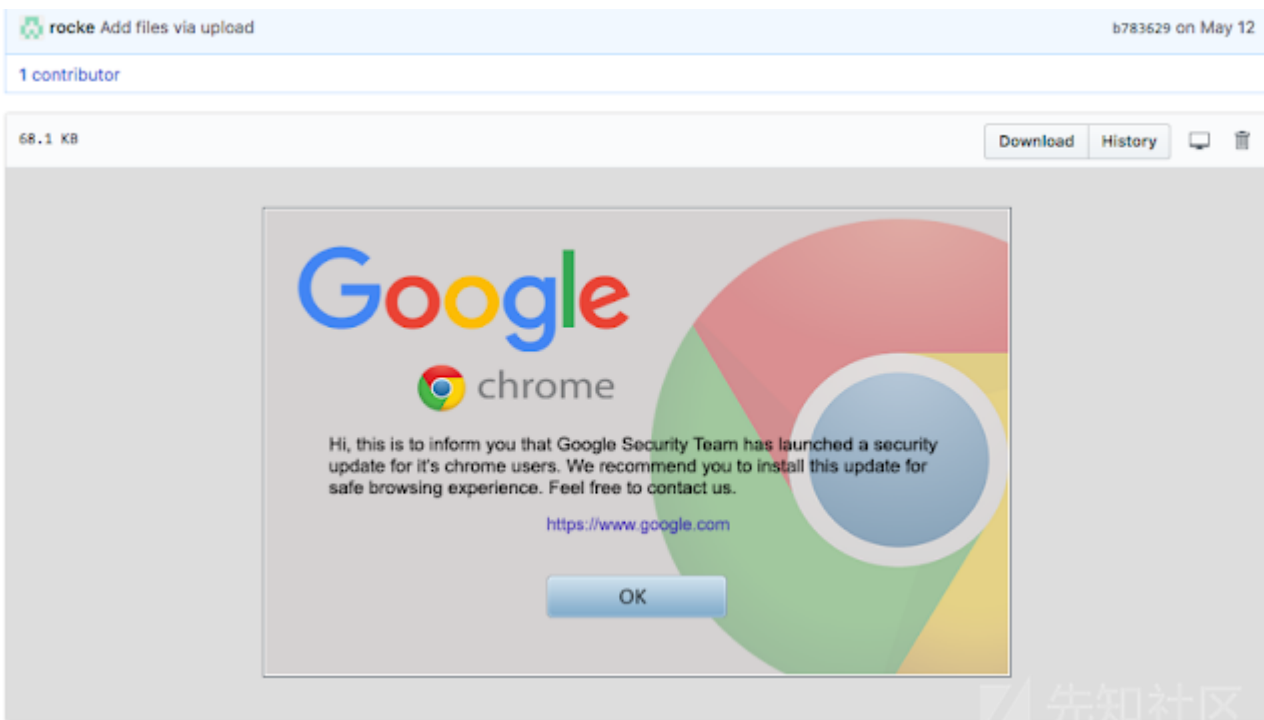 rocke Add files via upload b783629 on May 12
1 contributor
68.1 KB Download History
Google
chrome
Hi, this is to inform you that Google Security Team has launched a security
update for it's chrome users. We recommend you to install this update for
safe browsing experience. Feel free to contact us.
https://www.google.com
OK
先知社区